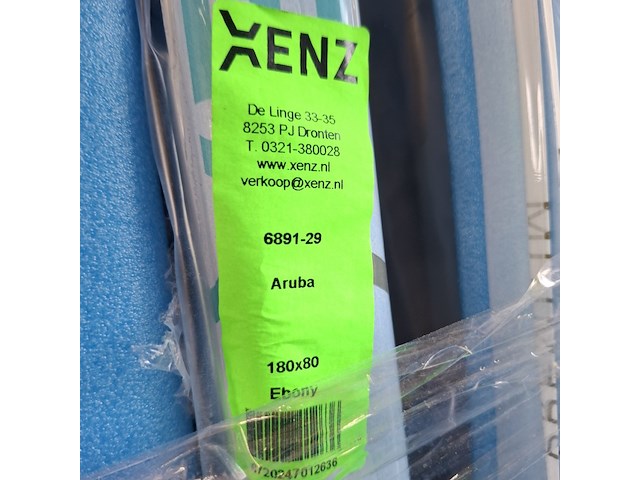 XENZ
De Linge 33-35
8253 PJ Dronten
T. 0321-380028
www.xenz.nl
verkoop@xenz.nl
6891-29
Aruba
180x80
Ebony